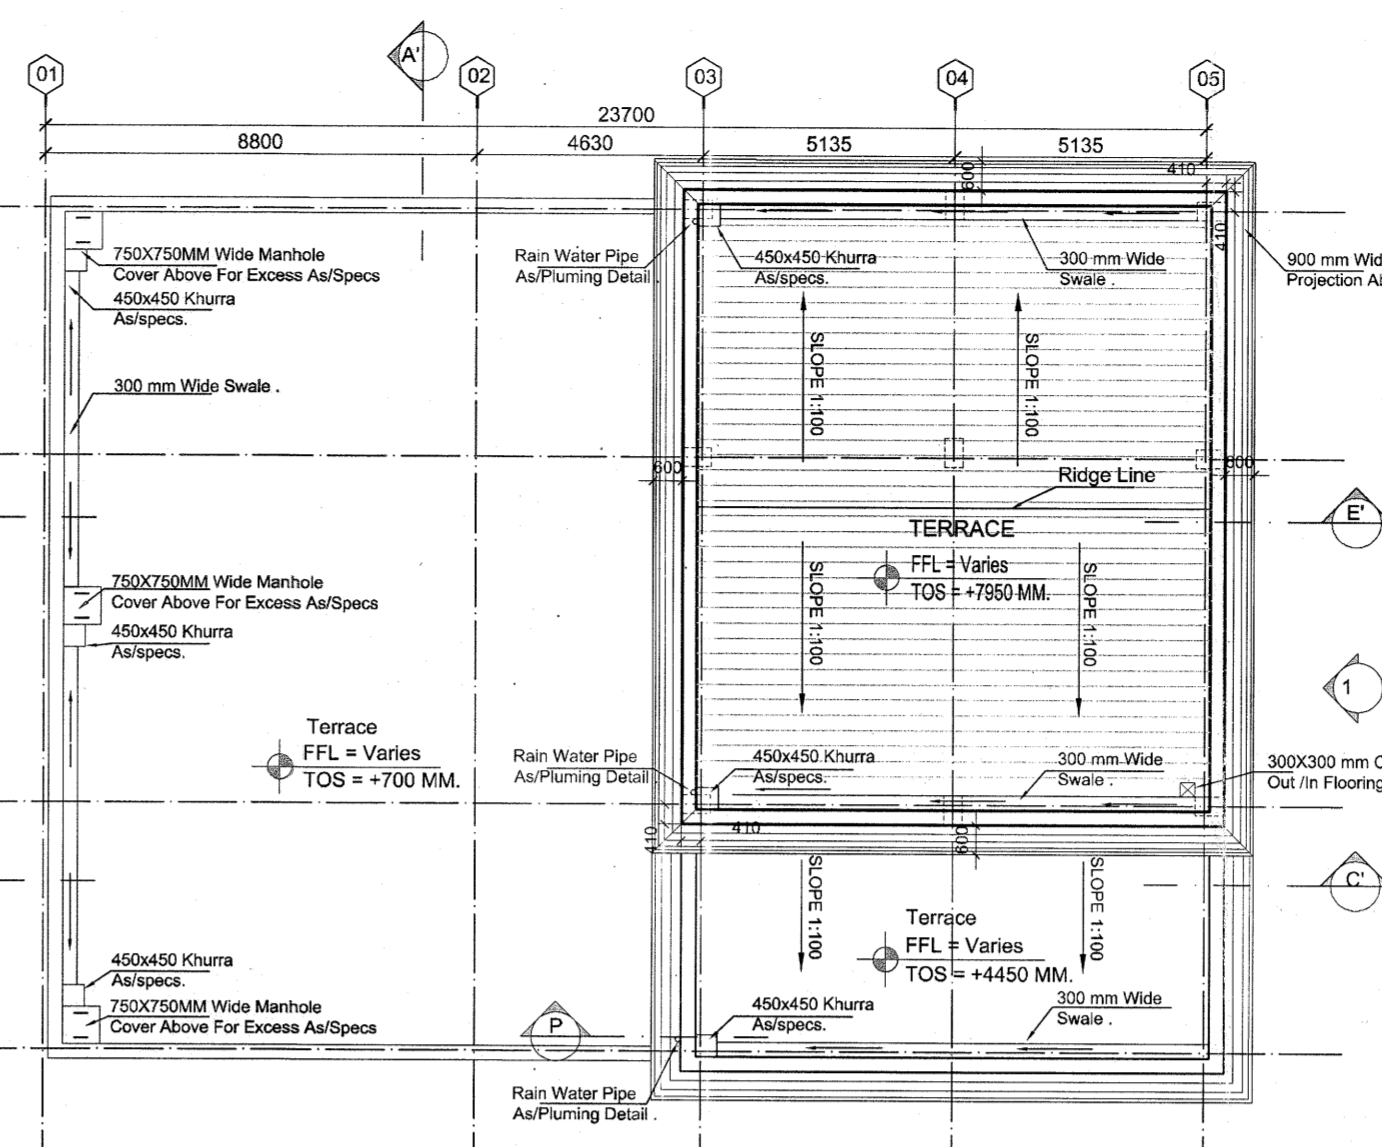 A'
01
02
03
04
05
23700
8800
4630
5135
5135
600
410
410
750X750MM Wide Manhole
Cover Above For Excess As/Specs
450x450 Khurra
As/specs.
Rain Water Pipe
As/Pluming Detail .
450x450 Khurra
As/specs.
300 mm Wide
Swale .
900 mm Wid
Projection Ab
300 mm Wide Swale .
SLOPE 1:100
SLOPE 1:100
600
600
Ridge Line
E'
TERRACE
FFL = Varies
TOS = +7950 MM.
SLOPE 1:100
SLOPE 1:100
750X750MM Wide Manhole
Cover Above For Excess As/Specs
450x450 Khurra
As/specs.
1
Terrace
FFL = Varies
TOS = +700 MM.
Rain Water Pipe
As/Pluming Detail
450x450 Khurra
As/specs.
300 mm Wide
Swale .
300X300 mm C
Out /In Flooring
410
410
600
SLOPE 1:100
SLOPE 1:100
C'
Terrace
FFL = Varies
TOS = +4450 MM.
450x450 Khurra
As/specs.
750X750MM Wide Manhole
Cover Above For Excess As/Specs
P
450x450 Khurra
As/specs.
300 mm Wide
Swale .
Rain Water Pipe
As/Pluming Detail .